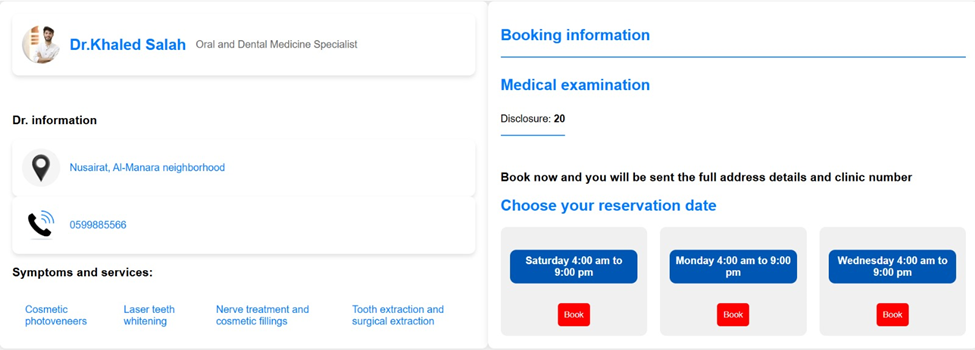 Dr.Khaled Salah
Oral and Dental Medicine Specialist
Dr. information
Nusairat, Al-Manara neighborhood
0599885566
Symptoms and services:
Cosmetic
photoveneers
Laser teeth
whitening
Nerve treatment and
cosmetic fillings
Tooth extraction and
surgical extraction
Booking information
Medical examination
Disclosure: 20
Book now and you will be sent the full address details and clinic number
Choose your reservation date
Saturday 4:00 am to
9:00 pm
Book
Monday 4:00 am to 9:00
pm
Book
Wednesday 4:00 am to
9:00 pm
Book